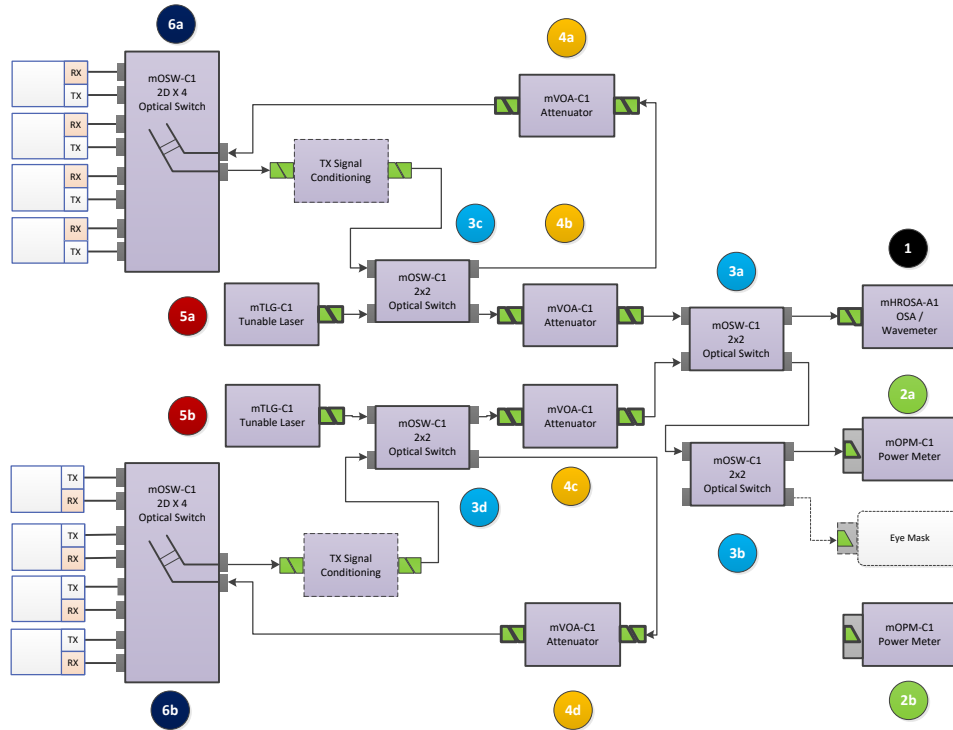 6a
4a
RX
TX
RX
TX
RX
TX
RX
TX
mOSW-C1
2D X 4
Optical Switch
mVOA-C1
Attenuator
TX Signal
Conditioning
3c
4b
3a
1
5a
mTLG-C1
Tunable Laser
mOSW-C1
2x2
Optical Switch
mVOA-C1
Attenuator
mOSW-C1
2x2
Optical Switch
mHROSA-A1
OSA /
Wavemeter
5b
mTLG-C1
Tunable Laser
mOSW-C1
2x2
Optical Switch
mVOA-C1
Attenuator
2a
mOPM-C1
Power Meter
mOSW-C1
2x2
Optical Switch
4c
3d
3b
Eye Mask
TX
RX
TX
RX
TX
RX
TX
RX
mOSW-C1
2D X 4
Optical Switch
TX Signal
Conditioning
mVOA-C1
Attenuator
mOPM-C1
Power Meter
6b
4d
2b